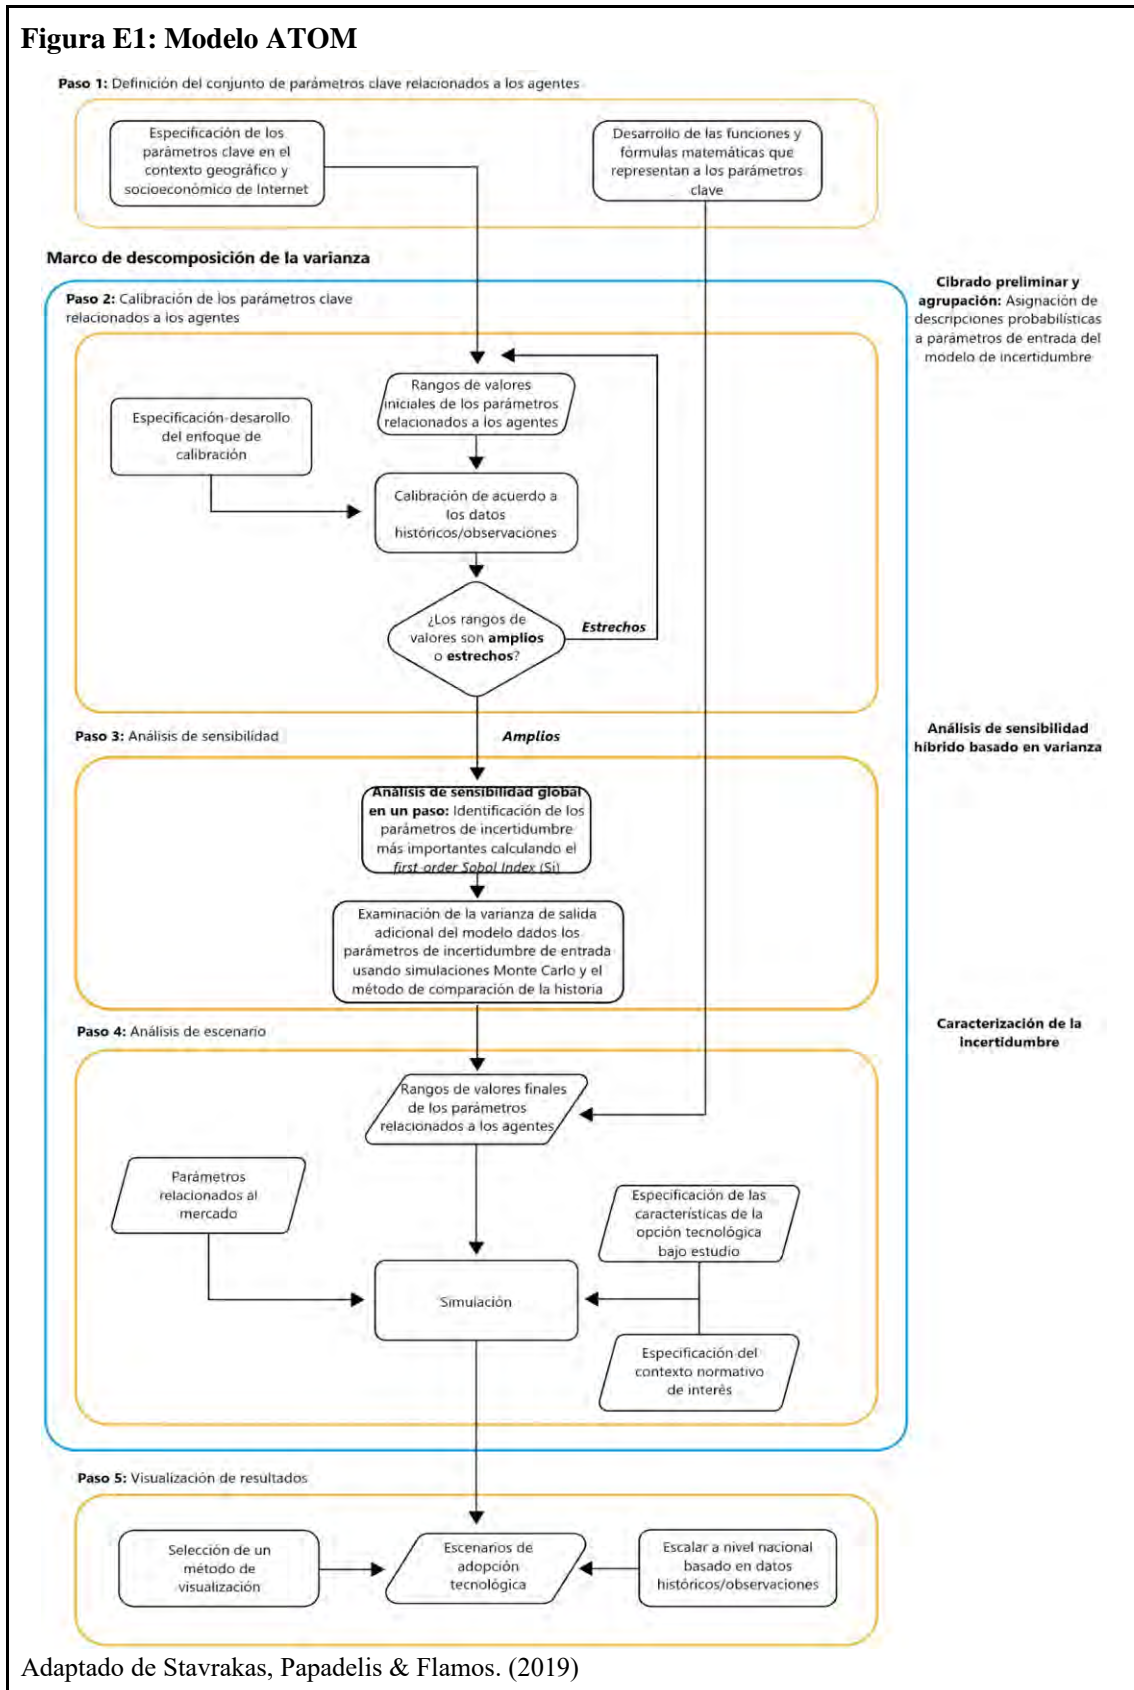 Figura E1: Modelo ATOM
Paso 1: Definición del conjunto de parámetros clave relacionados a los agentes
Especificación de los
parámetros clave en el
contexto geográfico y
socioeconómico de Internet
Desarrollo de las funciones y
fórmulas matemáticas que
representan a los parámetros
clave
Marco de descomposición de la varianza
Paso 2: Calibración de los parámetros clave
relacionados a los agentes
Cibrado preliminar y
agrupación: Asignación de
descripciones probabilísticas
a parámetros de entrada del
modelo de incertidumbre
Rangos de valores
iniciales de los parámetros
relacionados a los agentes
Especificación-desarollo
del enfoque de
calibración
Calibración de acuerdo a
los datos
históricos/observaciones
¿Los rangos de
valores son amplios
o estrechos?
Estrechos
Paso 3: Análisis de sensibilidad
Amplios
Análisis de sensibilidad
híbrido basado en varianza
Análisis de sensibilidad global
en un paso: Identificación de los
parámetros de incertidumbre
más importantes calculando el
first-order Sobol Index (Si)
Examinación de la varianza de salida
adicional del modelo dados los
parámetros de incertidumbre de entrada
usando simulaciones Monte Carlo y el
método de comparación de la historia
Paso 4: Análisis de escenario
Caracterización de la
incertidumbre
Rangos de valores finales
de los parámetros
relacionados a los agentes
Parámetros
relacionados al
mercado
Especificación de las
características de la
opción tecnológica
bajo estudio
Simulación
Especificación del
contexto normativo
de interés
Paso 5: Visualización de resultados
Selección de un
método de
visualización
Escenarios de
adopción
tecnológica
Escalar a nivel nacional
basado en datos
históricos/observaciones
Adaptado de Stavrakas, Papadelis & Flamos. (2019)